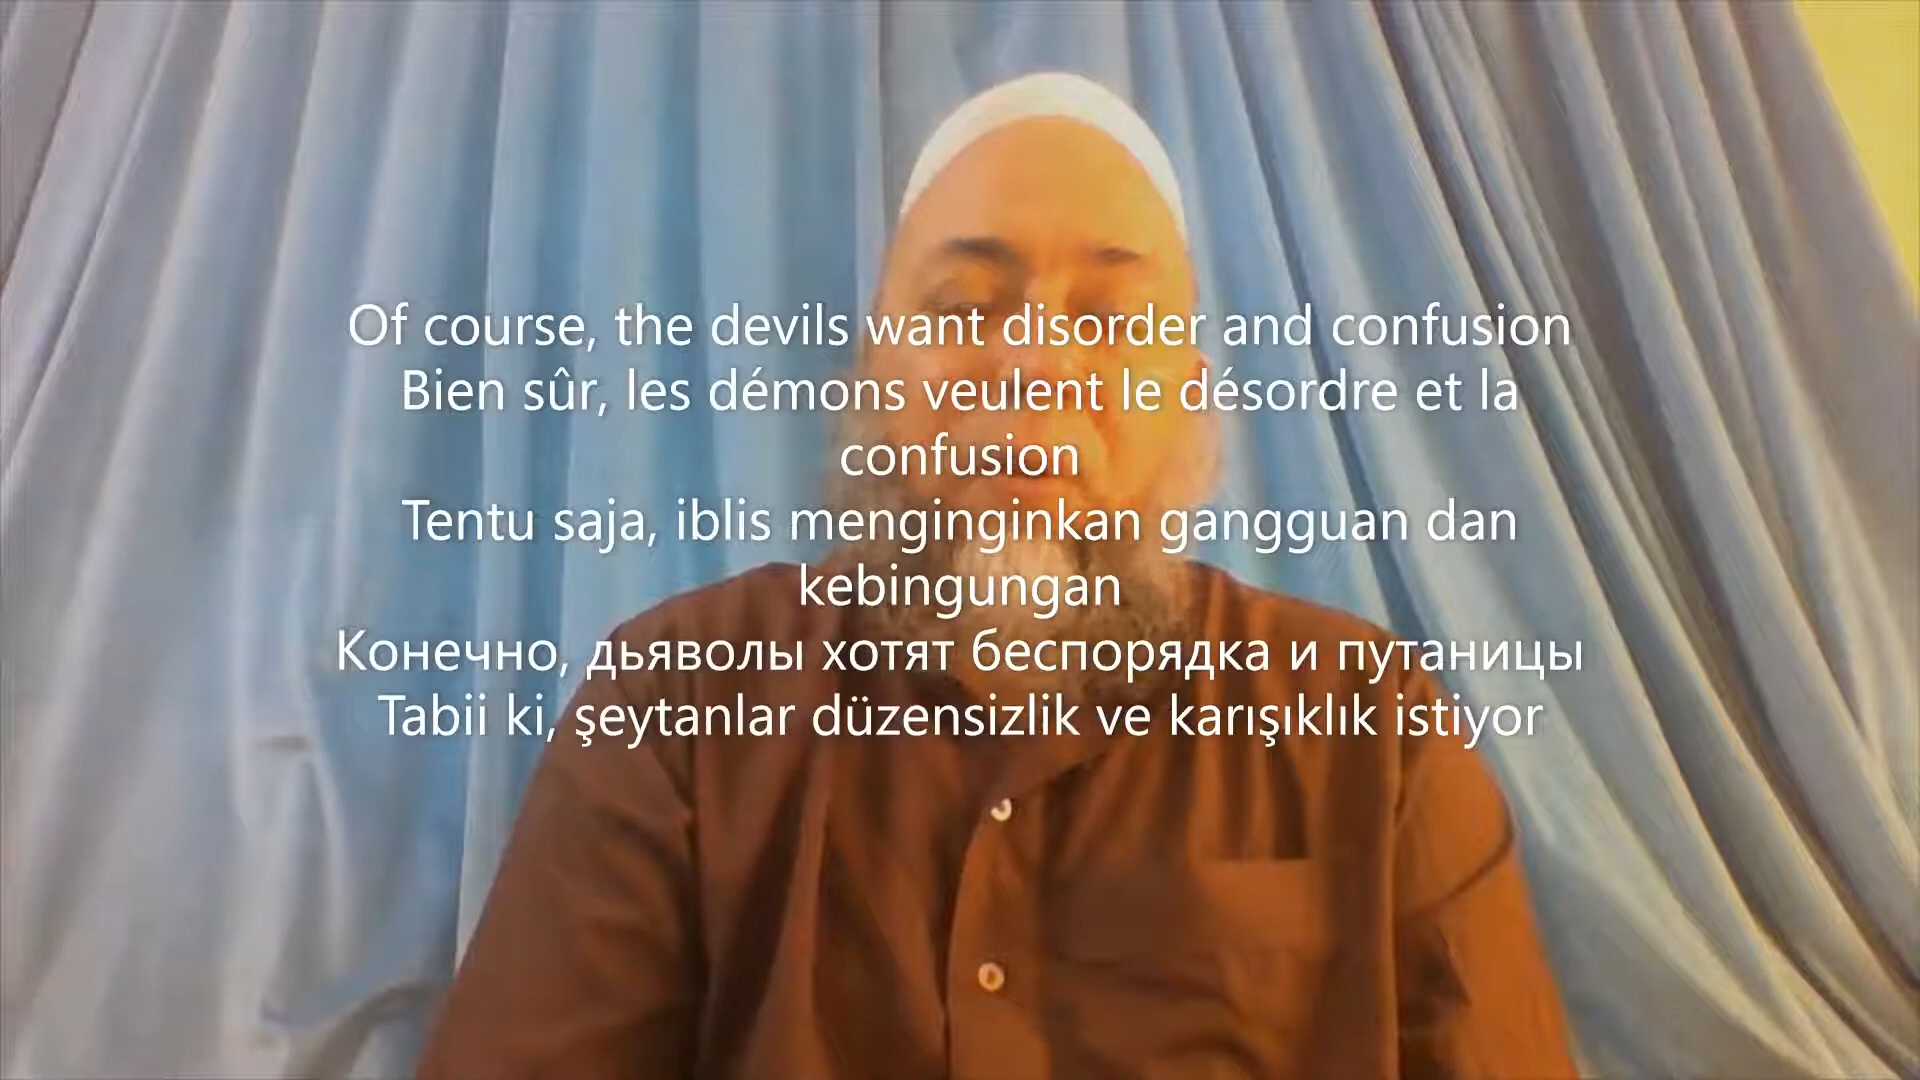 Of course, the devils want disorder and confusion
Bien sûr, les démons veulent le désordre et la
confusion
Tentu saja, iblis menginginkan gangguan dan
kebingungan
Конечно, дьяволы хотят беспорядка и путаницы
Tabii ki, şeytanlar düzensizlik ve karışıklık istiyor